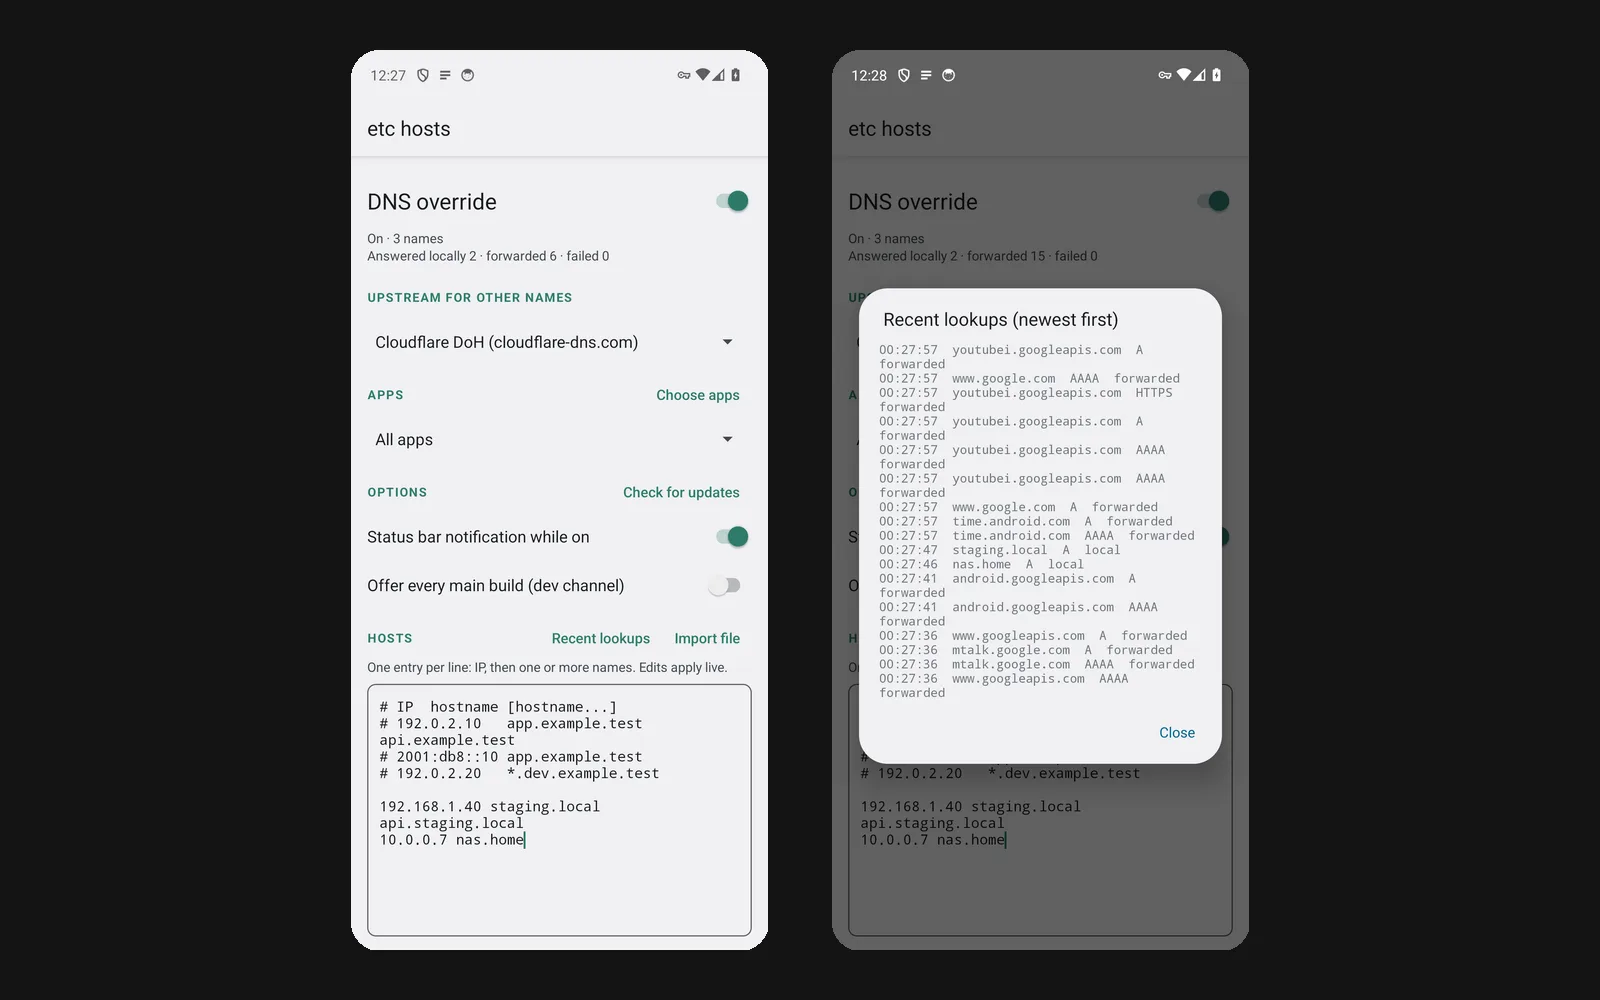 12:27
etc hosts
DNS override
On · 3 names
Answered locally 2 · forwarded 6 · failed 0
UPSTREAM FOR OTHER NAMES
Cloudflare DoH (cloudflare-dns.com)
APPS
Choose apps
All apps
OPTIONS
Check for updates
Status bar notification while on
Offer every main build (dev channel)
HOSTS
Recent lookups
Import file
One entry per line: IP, then one or more names. Edits apply live.
# IP  hostname [hostname...]
# 192.0.2.10   app.example.test
api.example.test
# 2001:db8::10 app.example.test
# 192.0.2.20   *.dev.example.test
192.168.1.40 staging.local
api.staging.local
10.0.0.7 nas.home
12:28
etc hosts
DNS override
On · 3 names
Answered locally 2 · forwarded 15 · failed 0
Recent lookups (newest first)
00:27:57  youtubei.googleapis.com  A
forwarded
00:27:57  www.google.com  AAAA  forwarded
00:27:57  youtubei.googleapis.com  HTTPS
forwarded
00:27:57  youtubei.googleapis.com  A
forwarded
00:27:57  youtubei.googleapis.com  AAAA
forwarded
00:27:57  youtubei.googleapis.com  AAAA
forwarded
00:27:57  www.google.com  A  forwarded
00:27:57  time.android.com  A  forwarded
00:27:57  time.android.com  AAAA  forwarded
00:27:47  staging.local  A  local
00:27:46  nas.home  A  local
00:27:41  android.googleapis.com  A
forwarded
00:27:41  android.googleapis.com  AAAA
forwarded
00:27:36  www.googleapis.com  A  forwarded
00:27:36  mtalk.google.com  A  forwarded
00:27:36  mtalk.google.com  AAAA  forwarded
00:27:36  www.googleapis.com  AAAA
forwarded
Close
# 192.0.2.20   *.dev.example.test
192.168.1.40 staging.local
api.staging.local
10.0.0.7 nas.home